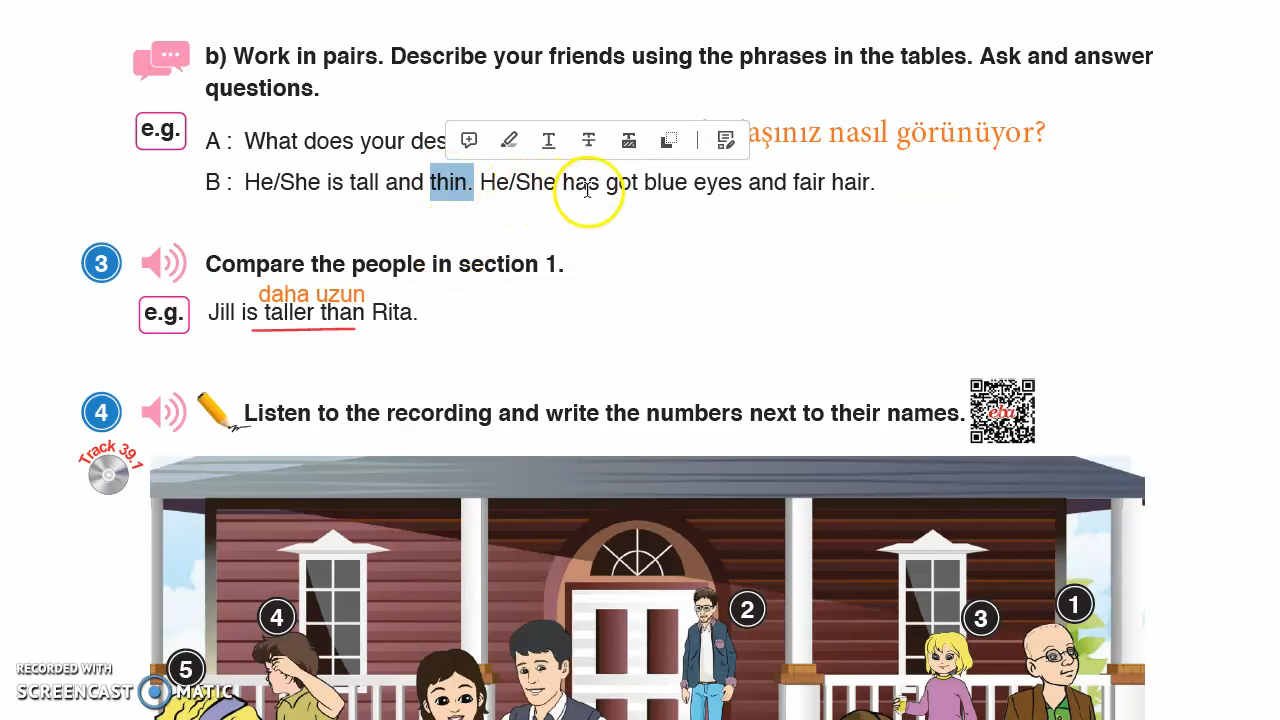 b) Work in pairs. Describe your friends using the phrases in the tables. Ask and answer
questions.
e.g.
A : What does your des
nasıl görünüyor?
B : He/She is tall and thin. He/She has got blue eyes and fair hair.
3 Compare the people in section 1.
daha uzun
e.g. Jill is taller than Rita.
4 Listen to the recording and write the numbers next to their names.
eba
Track 39.1
2
1
4
3
5
RECORDED WITH
SCREENCAST MATIC